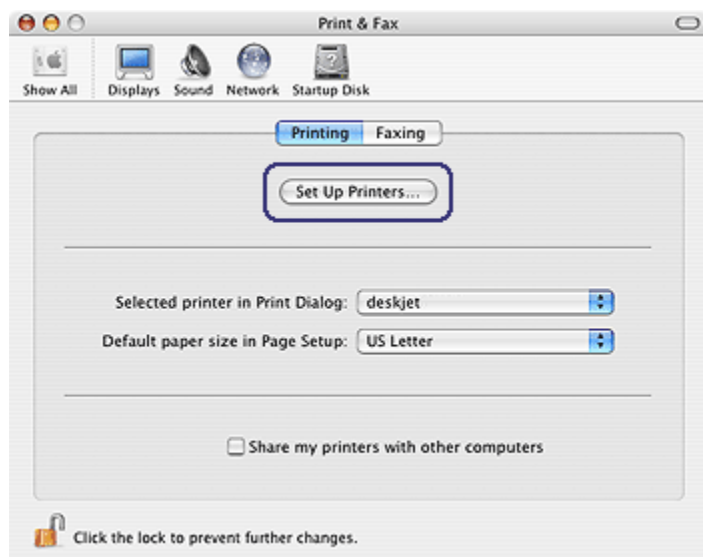 Print & Fax
Show All Displays Sound Network Startup Disk
Printing Faxing
Set Up Printers...
Selected printer in Print Dialog: deskjet
Default paper size in Page Setup: US Letter
Share my printers with other computers
Click the lock to prevent further changes.